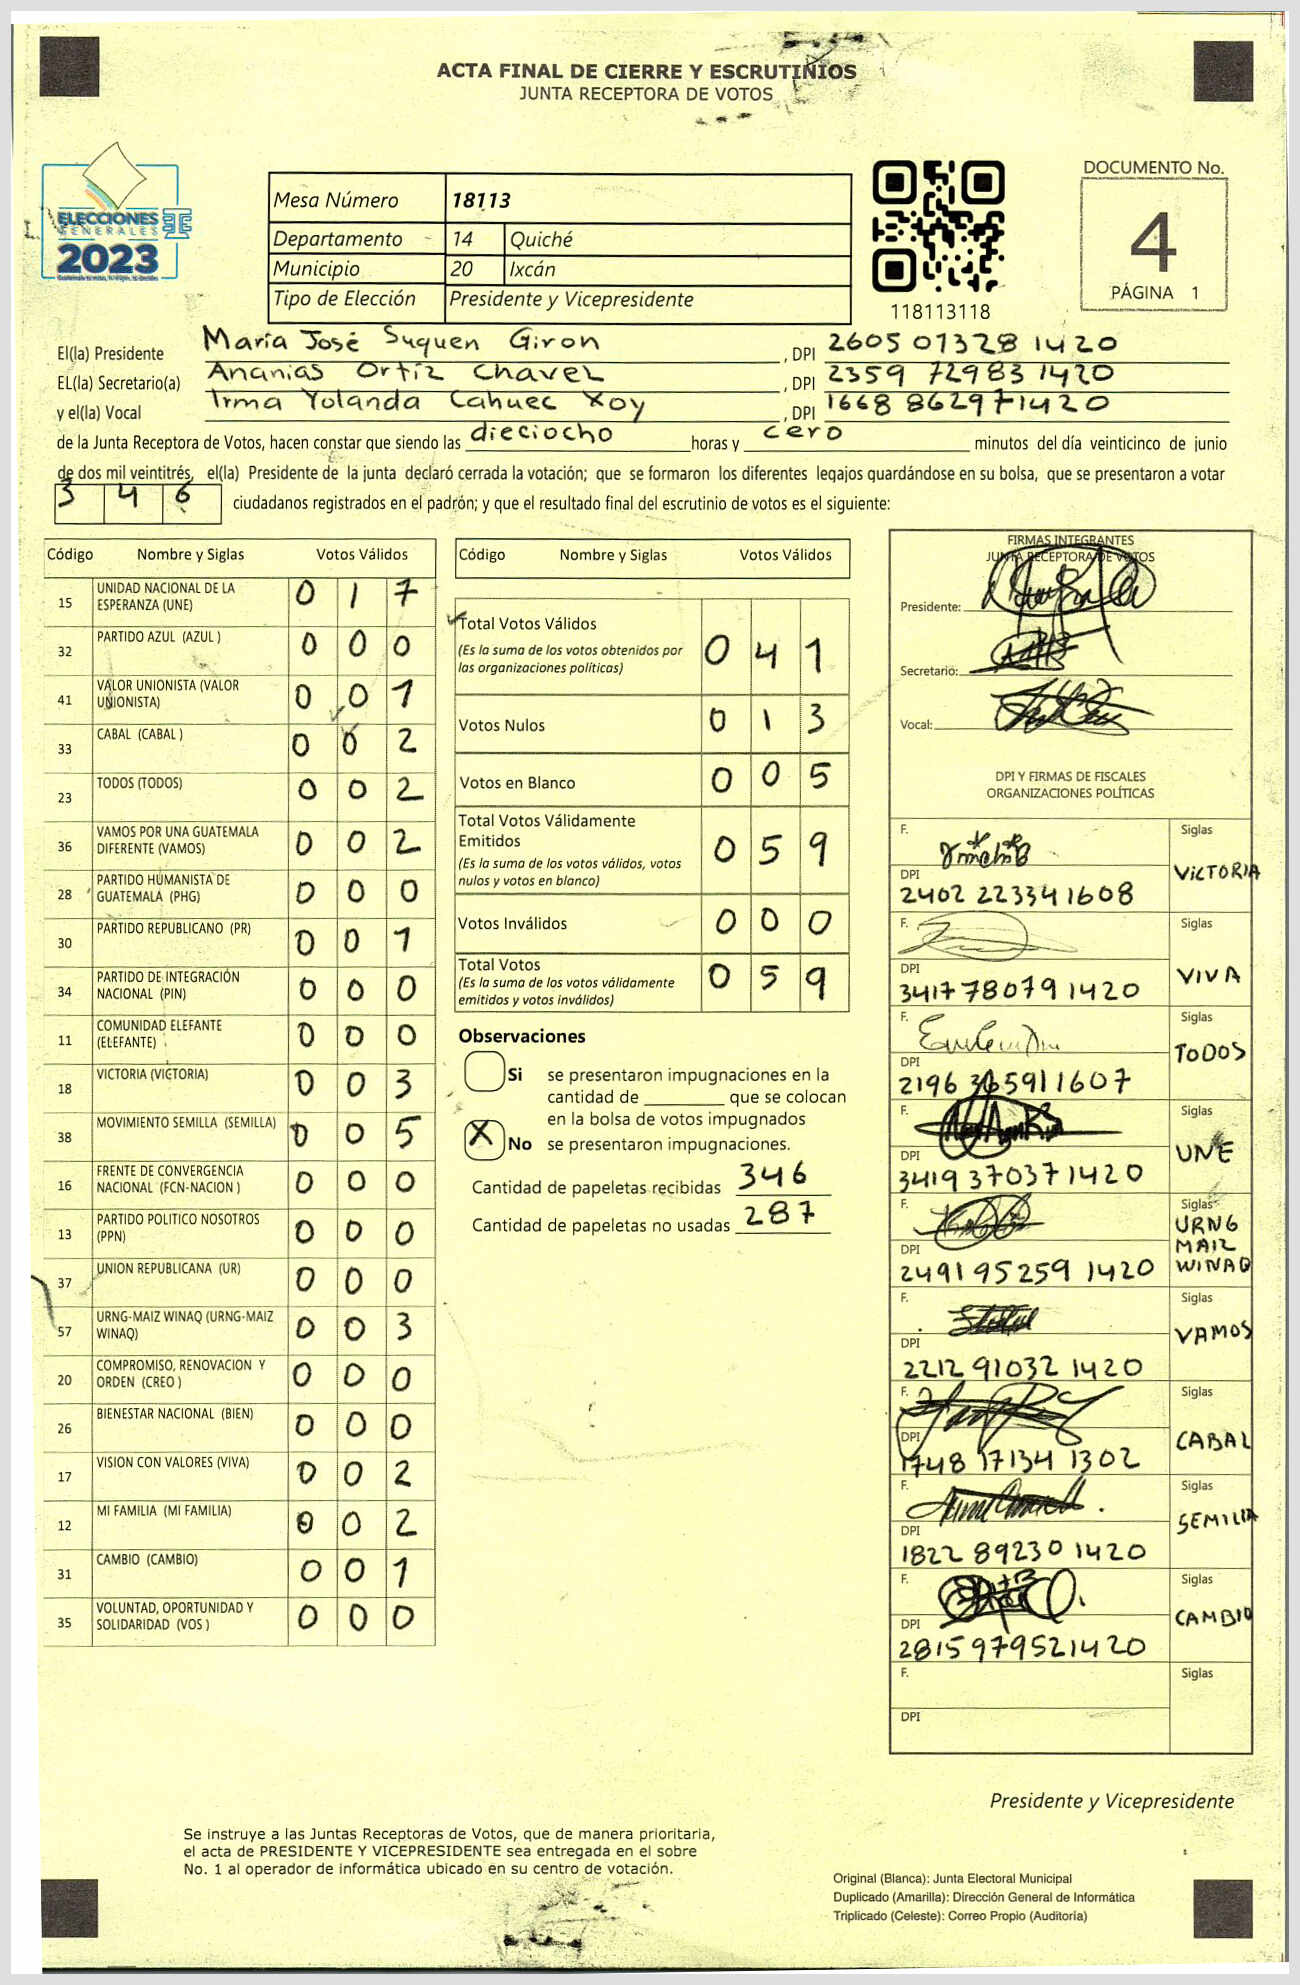 ACTA FINAL DE CIERRE Y ESCRUTINIOS
JUNTA RECEPTORA DE VOTOS
ELECCIONES
GENERALES
2023
Mesa Número 18113
Departamento 14 Quiché
Municipio 20 Ixcán
Tipo de Elección Presidente y Vicepresidente
118113118
DOCUMENTO No.
4
PÁGINA 1
El(la) Presidente María José Suquen Giron , DPI 2605 07328 1420
EL(la) Secretario(a) Ananias Ortíz Chavez , DPI 2359 72983 1420
y el(la) Vocal Irma Yolanda Cahuec Xoy , DPI 1668 86297 1420
de la Junta Receptora de Votos, hacen constar que siendo las dieciocho horas y cero minutos del día veinticinco de junio
de dos mil veintitrés, el(la) Presidente de la junta declaró cerrada la votación; que se formaron los diferentes legajos guardándose en su bolsa, que se presentaron a votar
3 4 6 ciudadanos registrados en el padrón; y que el resultado final del escrutinio de votos es el siguiente:
Código Nombre y Siglas Votos Válidos
15 UNIDAD NACIONAL DE LA ESPERANZA (UNE) 0 1 7
32 PARTIDO AZUL (AZUL ) 0 0 0
41 VALOR UNIONISTA (VALOR UNIONISTA) 0 0 1
33 CABAL (CABAL ) 0 0 2
23 TODOS (TODOS) 0 0 2
36 VAMOS POR UNA GUATEMALA DIFERENTE (VAMOS) 0 0 2
28 PARTIDO HUMANISTA DE GUATEMALA (PHG) 0 0 0
30 PARTIDO REPUBLICANO (PR) 0 0 1
34 PARTIDO DE INTEGRACIÓN NACIONAL (PIN) 0 0 0
11 COMUNIDAD ELEFANTE (ELEFANTE) 0 0 0
18 VICTORIA (VICTORIA) 0 0 3
38 MOVIMIENTO SEMILLA (SEMILLA) 0 0 5
16 FRENTE DE CONVERGENCIA NACIONAL (FCN-NACION ) 0 0 0
13 PARTIDO POLITICO NOSOTROS (PPN) 0 0 0
37 UNION REPUBLICANA (UR) 0 0 0
57 URNG-MAIZ WINAQ (URNG-MAIZ WINAQ) 0 0 3
20 COMPROMISO, RENOVACION Y ORDEN (CREO ) 0 0 0
26 BIENESTAR NACIONAL (BIEN) 0 0 0
17 VISION CON VALORES (VIVA) 0 0 2
12 MI FAMILIA (MI FAMILIA) 0 0 2
31 CAMBIO (CAMBIO) 0 0 1
35 VOLUNTAD, OPORTUNIDAD Y SOLIDARIDAD (VOS ) 0 0 0
Código Nombre y Siglas Votos Válidos
Total Votos Válidos 0 4 1
(Es la suma de los votos obtenidos por
las organizaciones políticas)
Votos Nulos 0 1 3
Votos en Blanco 0 0 5
Total Votos Válidamente
Emitidos 0 5 9
(Es la suma de los votos válidos, votos
nulos y votos en blanco)
Votos Inválidos 0 0 0
Total Votos 0 5 9
(Es la suma de los votos válidamente
emitidos y votos inválidos)
Observaciones
Si se presentaron impugnaciones en la
cantidad de ________ que se colocan
en la bolsa de votos impugnados
X No se presentaron impugnaciones.
Cantidad de papeletas recibidas 346
Cantidad de papeletas no usadas 287
FIRMAS INTEGRANTES
JUNTA RECEPTORA DE VOTOS
Presidente:
Secretario:
Vocal:
DPI Y FIRMAS DE FISCALES
ORGANIZACIONES POLÍTICAS
F. Siglas
VICTORIA
DPI
2402 22334 1608
F. Siglas
VIVA
DPI
3417 78079 1420
F. Siglas
TODOS
DPI
2196 36591 1607
F. Siglas
UNE
DPI
3419 37037 1420
F. Siglas
URNG
MAIZ
WINAQ
DPI
2491 95259 1420
F. Siglas
VAMOS
DPI
2212 91032 1420
F. Siglas
CABAL
DPI
1748 17134 1302
F. Siglas
SEMILLA
DPI
1822 89230 1420
F. Siglas
CAMBIO
DPI
2815 97952 1420
F. Siglas
DPI
Presidente y Vicepresidente
Se instruye a las Juntas Receptoras de Votos, que de manera prioritaria,
el acta de PRESIDENTE Y VICEPRESIDENTE sea entregada en el sobre
No. 1 al operador de informática ubicado en su centro de votación.
Original (Blanca): Junta Electoral Municipal
Duplicado (Amarilla): Dirección General de Informática
Triplicado (Celeste): Correo Propio (Auditoría)